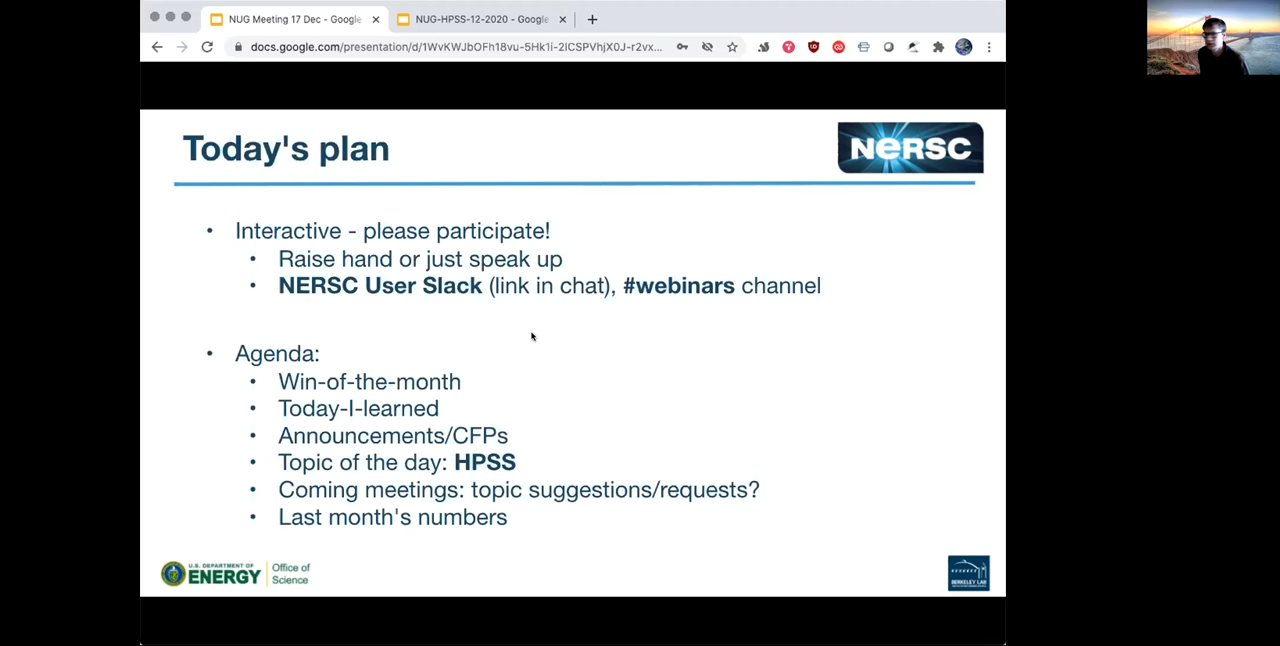 NUG Meeting 17 Dec - Google
NUG-HPSS-12-2020 - Google
docs.google.com/presentation/d/1WvKWJbOFh18vu-5Hk1i-2lCSPVhjX0J-r2vx...
Today's plan
NERSC
• Interactive - please participate!
• Raise hand or just speak up
• NERSC User Slack (link in chat), #webinars channel
• Agenda:
• Win-of-the-month
• Today-I-learned
• Announcements/CFPs
• Topic of the day: HPSS
• Coming meetings: topic suggestions/requests?
• Last month's numbers
U.S. DEPARTMENT OF
ENERGY
Office of
Science
BERKELEY LAB